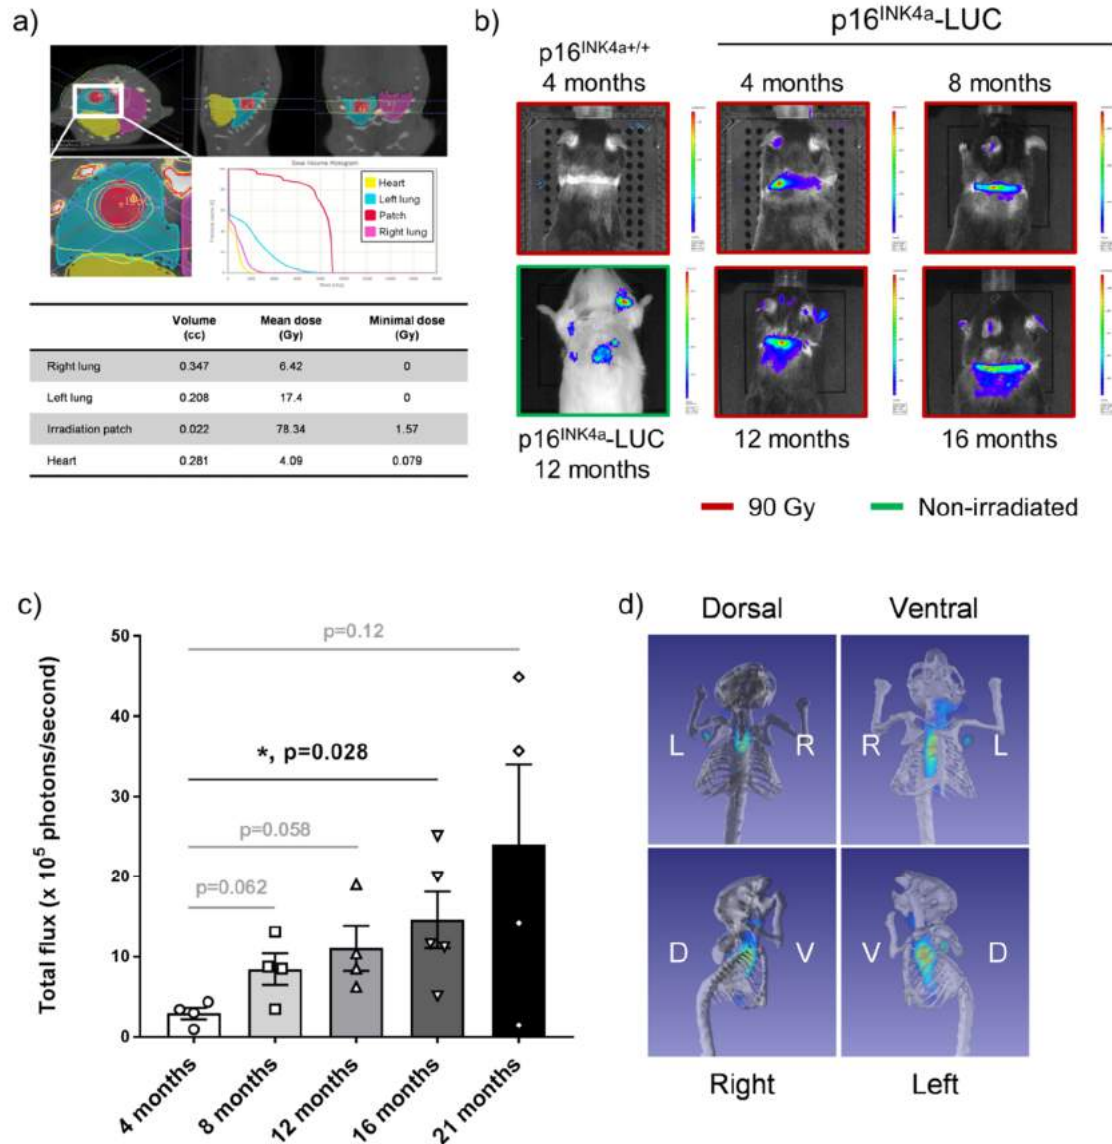 a)
Dose Volume Histogram
Heart
Left lung
Patch
Right lung
Volume (cc) Mean dose (Gy) Minimal dose (Gy)
Right lung 0.347 6.42 0
Left lung 0.208 17.4 0
Irradiation patch 0.022 78.34 1.57
Heart 0.281 4.09 0.079
b)
p16INK4a-LUC
p16INK4a+/+
4 months
4 months
8 months
p16INK4a-LUC
12 months
12 months
16 months
90 Gy
Non-irradiated
c)
Total flux (x 10⁵ photons/second)
50
40
30
20
10
0
p=0.12
*, p=0.028
p=0.058
p=0.062
4 months
8 months
12 months
16 months
21 months
d)
Dorsal
Ventral
L R
R L
D V
V D
Right
Left